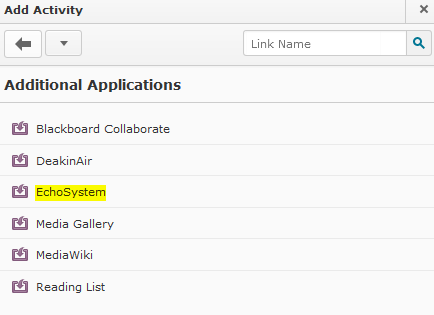 Add Activity
Link Name
Additional Applications
Blackboard Collaborate
DeakinAir
EchoSystem
Media Gallery
MediaWiki
Reading List